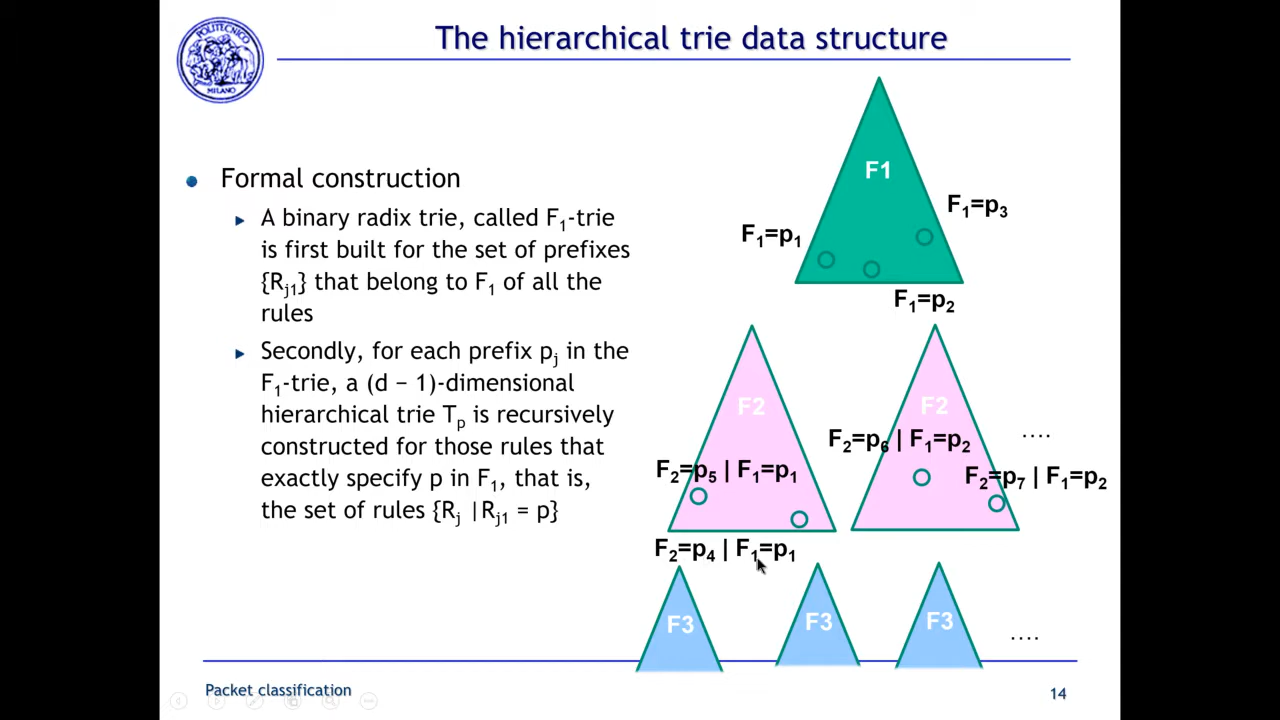 The hierarchical trie data structure
POLITECNICO
MILANO
Formal construction
A binary radix trie, called F₁-trie
is first built for the set of prefixes
{Rⱼ₁} that belong to F₁ of all the
rules
Secondly, for each prefix pⱼ in the
F₁-trie, a (d − 1)-dimensional
hierarchical trie Tₚ is recursively
constructed for those rules that
exactly specify p in F₁, that is,
the set of rules {Rⱼ |Rⱼ₁ = p}
F1
F₁=p₃
F₁=p₁
F₁=p₂
F2
F2
F₂=p₆ | F₁=p₂
....
F₂=p₅ | F₁=p₁
F₂=p₇ | F₁=p₂
F₂=p₄ | F₁=p₁
F3
F3
F3
....
Packet classification
14